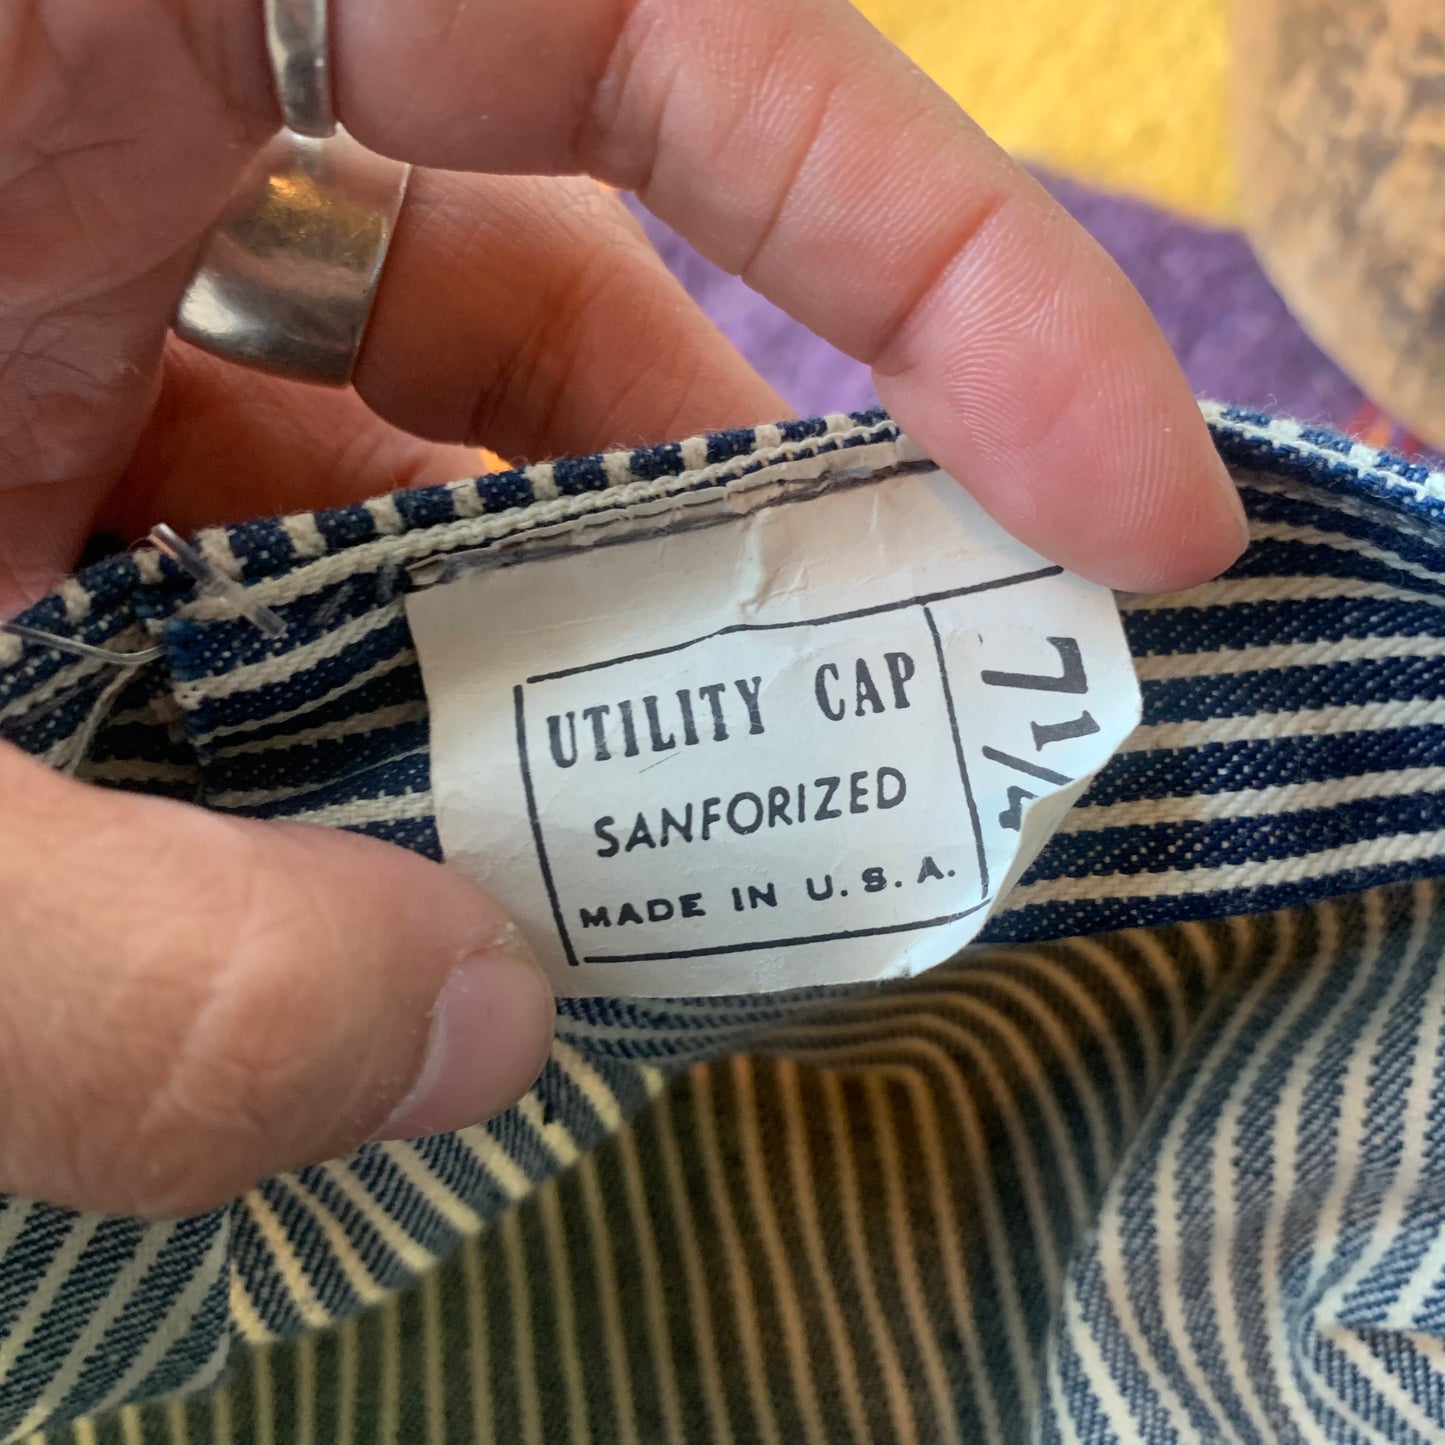 UTILITY CAP
SANFORIZED
MADE IN U.S.A.
7 1/4